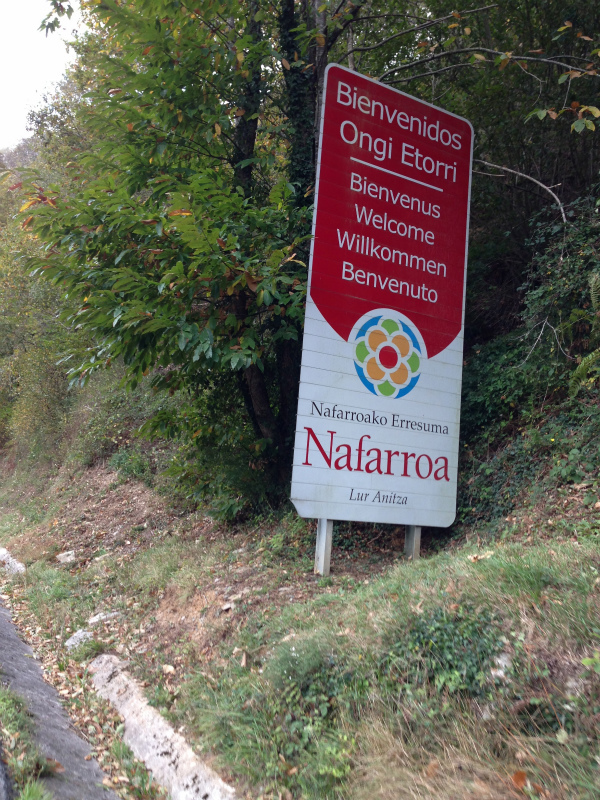 Bienvenidos
Ongi Etorri
Bienvenus
Welcome
Willkommen
Benvenuto
Nafarroako Erresuma
Nafarroa
Lur Anitza